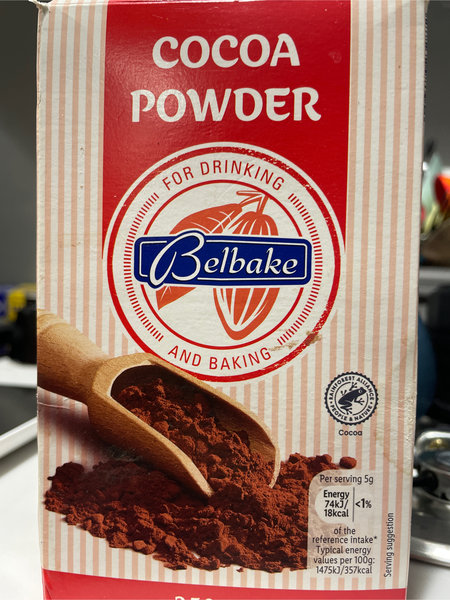 COCOA
POWDER
FOR DRINKING
Belbake
AND BAKING
RAINFOREST ALLIANCE
PEOPLE & NATURE
Cocoa
Per serving 5g
Energy
74kJ/
18kcal
<1%
of the
reference intake*
Typical energy
values per 100g:
1475kJ/357kcal
Serving suggestion